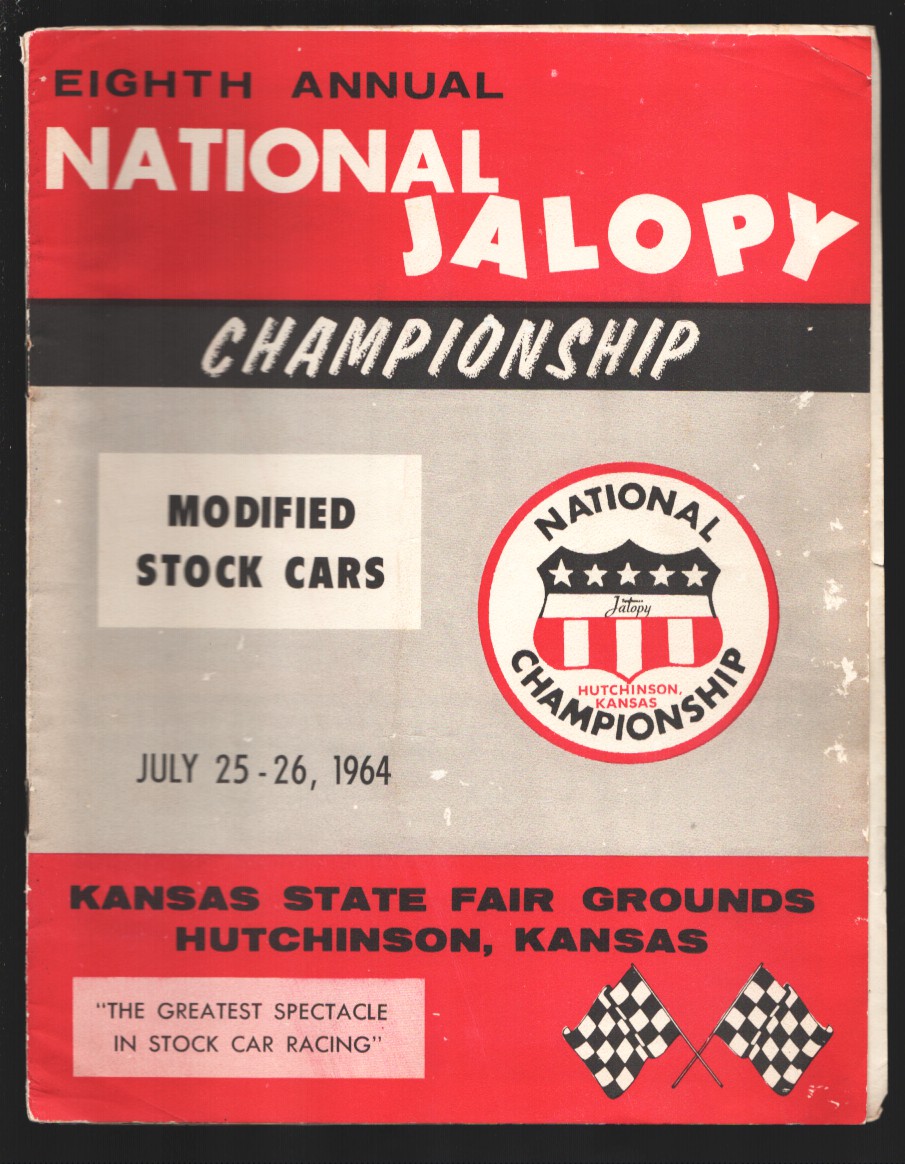 EIGHTH ANNUAL
NATIONAL
JALOPY
CHAMPIONSHIP
MODIFIED
STOCK CARS
NATIONAL
Jalopy
HUTCHINSON,
KANSAS
CHAMPIONSHIP
JULY 25-26, 1964
KANSAS STATE FAIR GROUNDS
HUTCHINSON, KANSAS
"THE GREATEST SPECTACLE
IN STOCK CAR RACING"